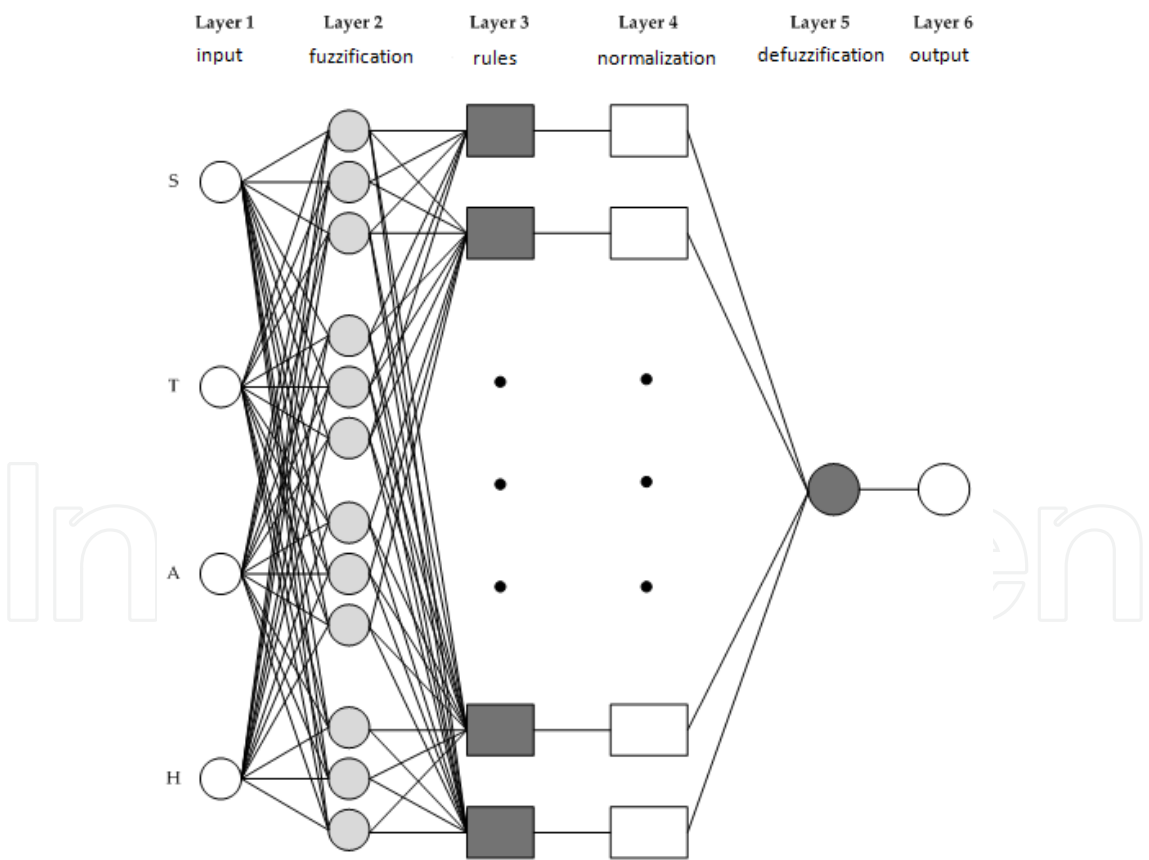 Layer 1 Layer 2 Layer 3 Layer 4 Layer 5 Layer 6
input fuzzification rules normalization defuzzification output
S
T
A
H